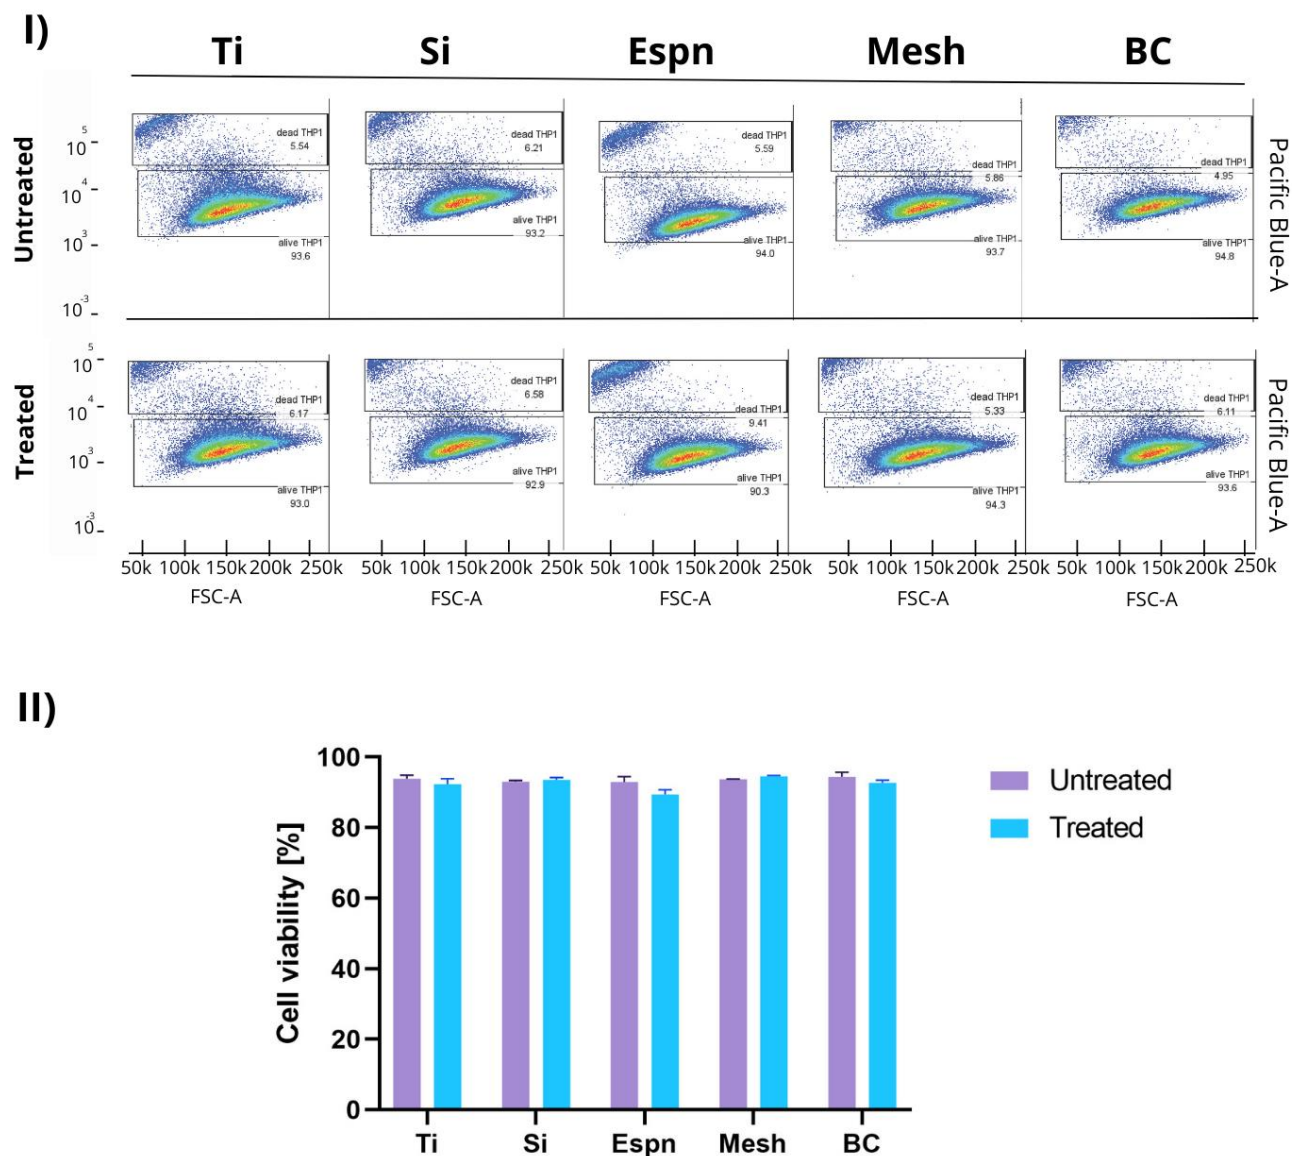 I)
Ti Si Espn Mesh BC
Untreated
10^5
10^4
10^3
10^-3
dead THP1
5.54
alive THP1
93.6
dead THP1
6.21
alive THP1
93.2
dead THP1
5.59
alive THP1
94.0
dead THP1
5.86
alive THP1
93.7
dead THP1
4.95
alive THP1
94.8
Pacific Blue-A
Treated
10^5
10^4
10^3
10^-3
dead THP1
6.17
alive THP1
93.0
dead THP1
6.58
alive THP1
92.9
dead THP1
9.41
alive THP1
90.3
dead THP1
5.33
alive THP1
94.3
dead THP1
6.11
alive THP1
93.6
Pacific Blue-A
50k 100k 150k 200k 250k 50k 100k 150k 200k 250k 50k 100k 150k 200k 250k 50k 100k 150k 200k 250k 50k 100k 150k 200k 250k
FSC-A FSC-A FSC-A FSC-A FSC-A
II)
Cell viability [%]
100
80
60
40
20
0
Ti Si Espn Mesh BC
Untreated
Treated